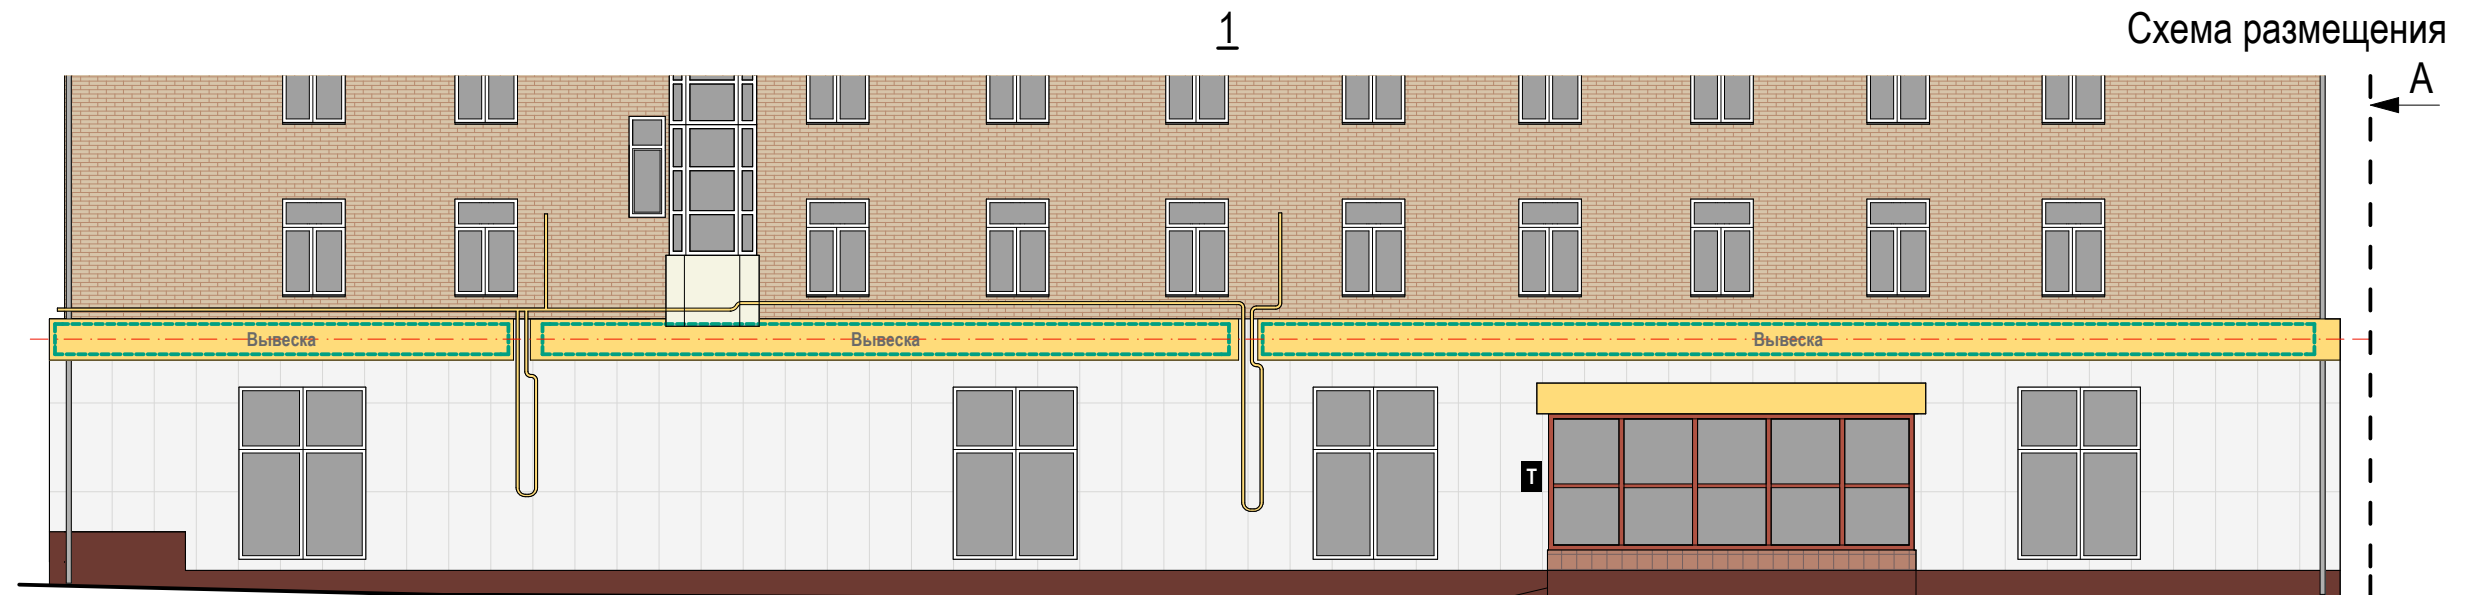 1
Схема размещения
А
Вывеска
Вывеска
Вывеска
Т